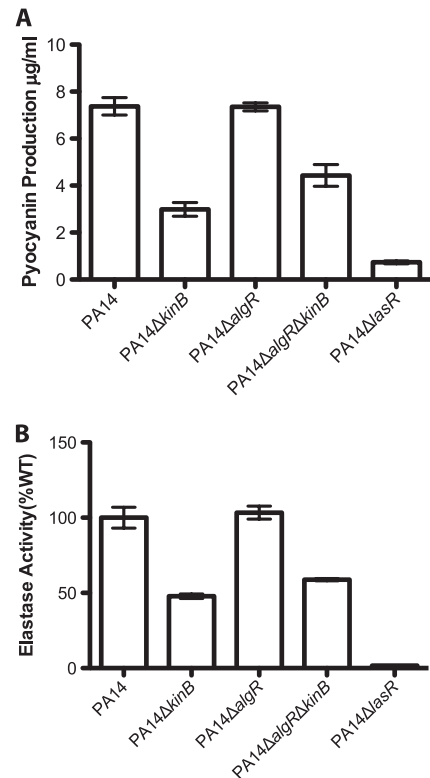 A
Pyocyanin Production µg/ml
10
8
6
4
2
0
PA14
PA14ΔkinB
PA14ΔalgR
PA14ΔalgRΔkinB
PA14ΔlasR
B
Elastase Activity(%WT)
150
100
50
0
PA14
PA14ΔkinB
PA14ΔalgR
PA14ΔalgRΔkinB
PA14ΔlasR